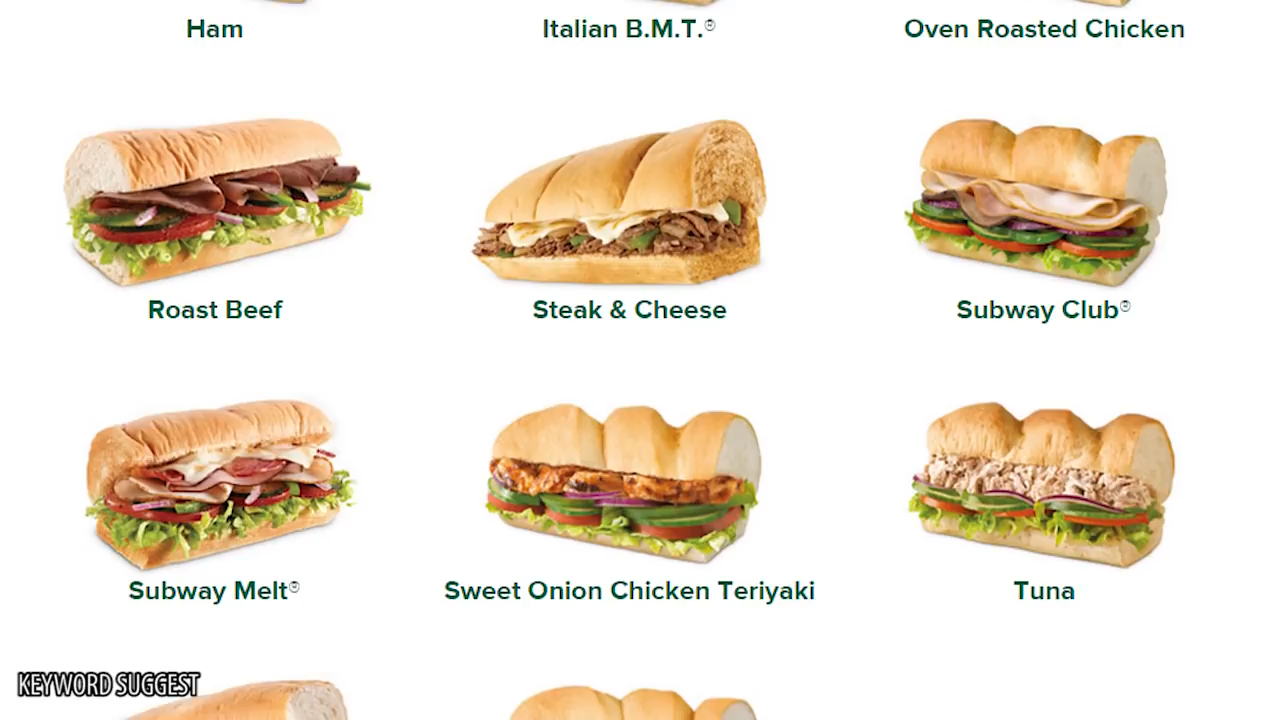 Ham
Italian B.M.T.®
Oven Roasted Chicken
Roast Beef
Steak & Cheese
Subway Club®
Subway Melt®
Sweet Onion Chicken Teriyaki
Tuna
KEYWORD SUGGEST